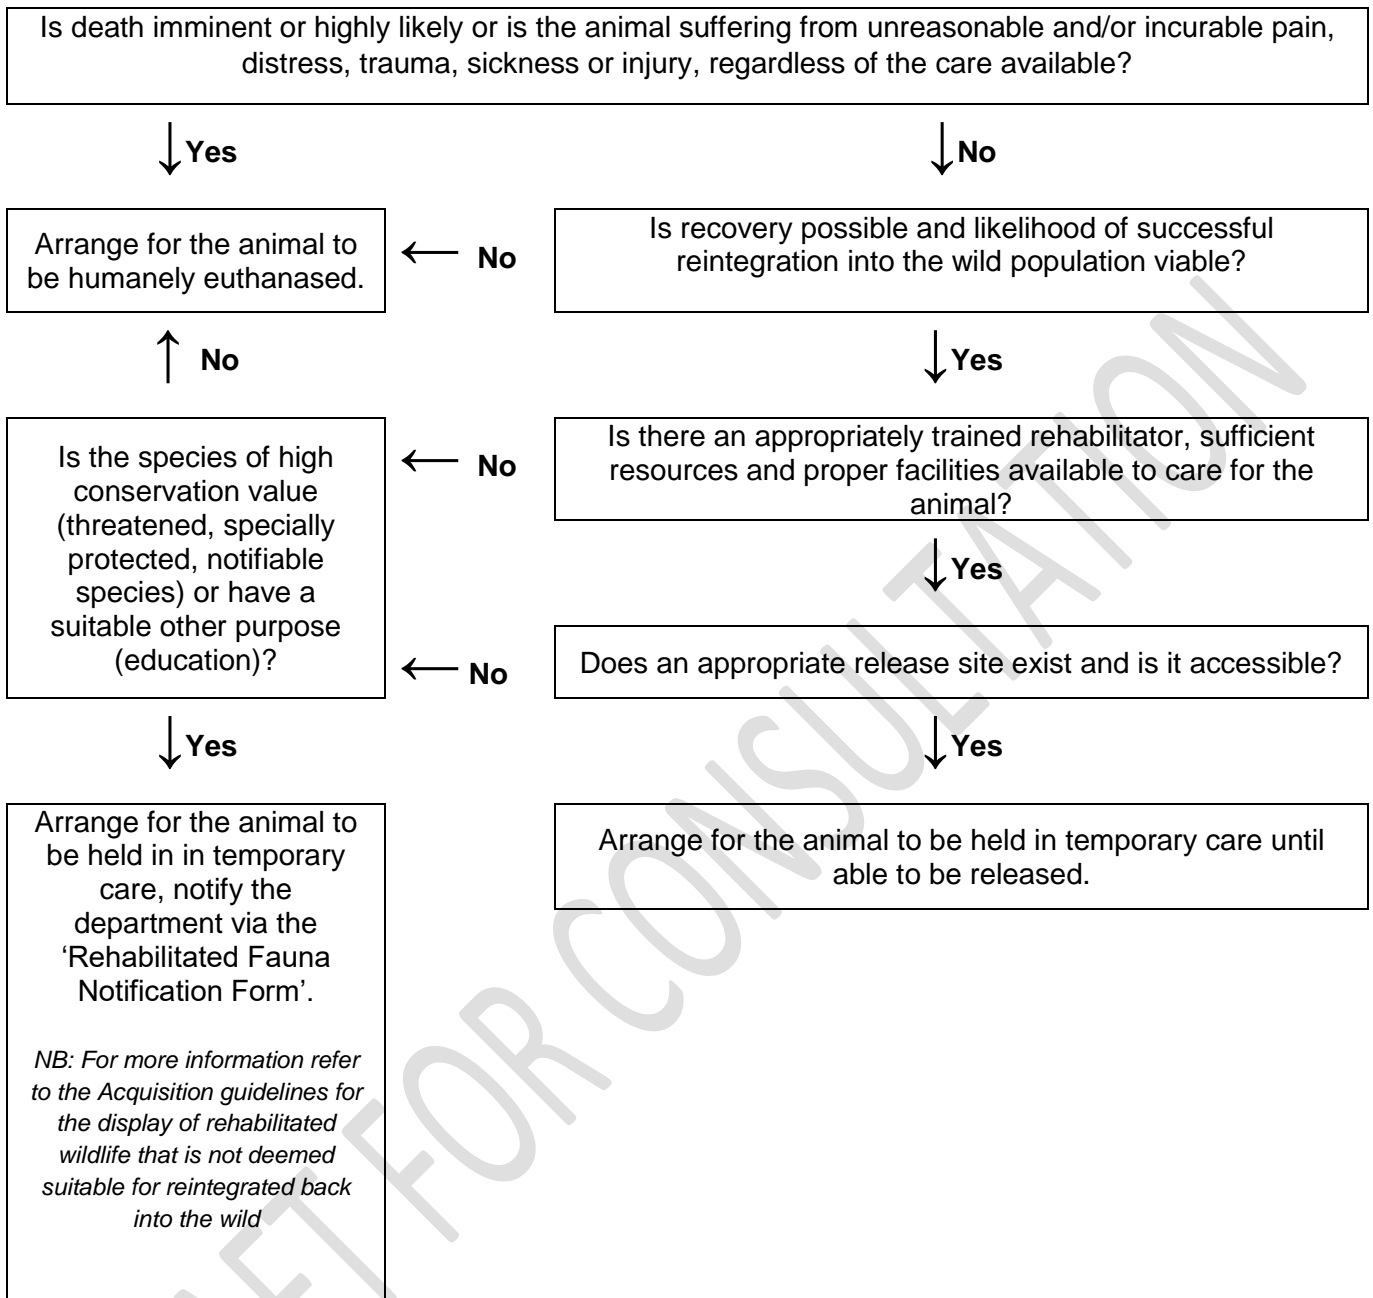 Is death imminent or highly likely or is the animal suffering from unreasonable and/or incurable pain,
distress, trauma, sickness or injury, regardless of the care available?
↓Yes
↓No
Arrange for the animal to
be humanely euthanased.
← No
Is recovery possible and likelihood of successful
reintegration into the wild population viable?
↑ No
↓Yes
Is the species of high
conservation value
(threatened, specially
protected, notifiable
species) or have a
suitable other purpose
(education)?
← No
Is there an appropriately trained rehabilitator, sufficient
resources and proper facilities available to care for the
animal?
↓Yes
← No
Does an appropriate release site exist and is it accessible?
↓Yes
↓Yes
Arrange for the animal to
be held in in temporary
care, notify the
department via the
‘Rehabilitated Fauna
Notification Form’.
NB: For more information refer
to the Acquisition guidelines for
the display of rehabilitated
wildlife that is not deemed
suitable for reintegrated back
into the wild
Arrange for the animal to be held in temporary care until
able to be released.
FT FOR CONSULTATION